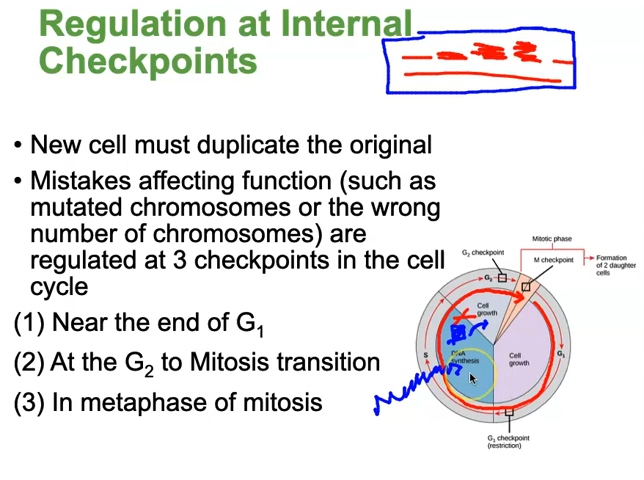 Regulation at Internal
Checkpoints
• New cell must duplicate the original
• Mistakes affecting function (such as
mutated chromosomes or the wrong
number of chromosomes) are
regulated at 3 checkpoints in the cell
cycle
(1) Near the end of G₁
(2) At the G₂ to Mitosis transition
(3) In metaphase of mitosis
Mitotic phase
G₂ checkpoint
M checkpoint
Formation
of 2 daughter
cells
G₂
Cell
growth
S
DNA
synthesis
Cell
growth
G₁
G₁ checkpoint
(restriction)